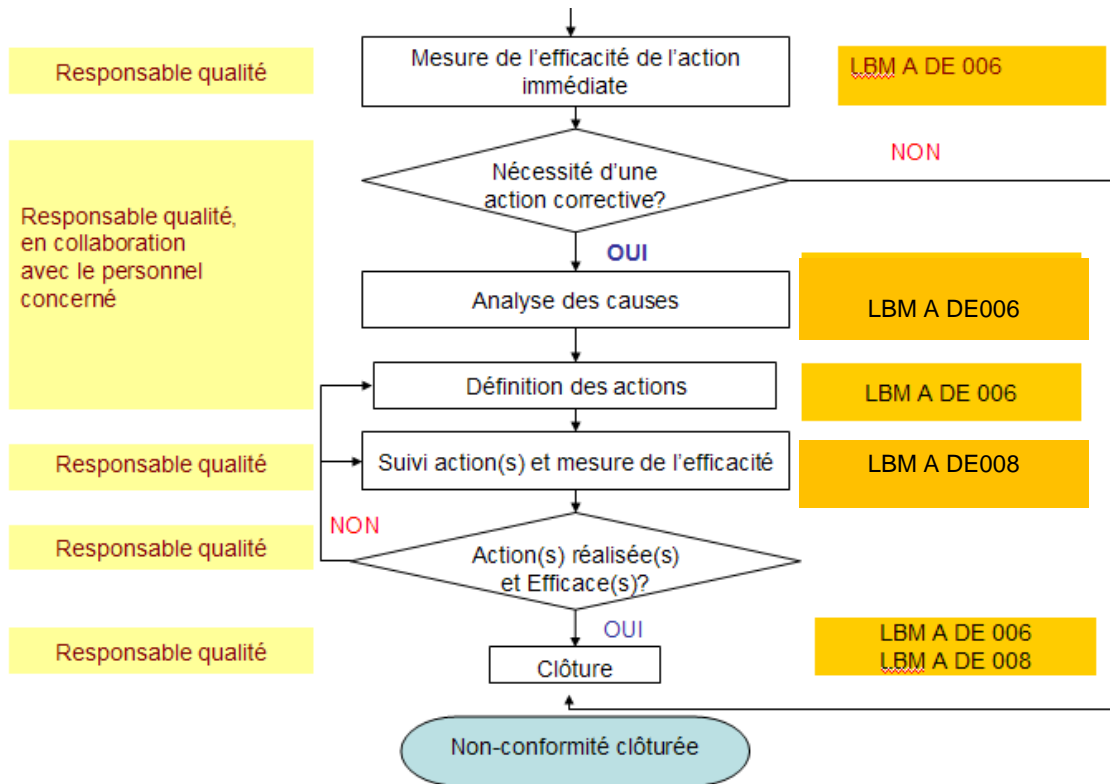 Responsable qualité
Mesure de l'efficacité de l'action
immédiate
LBM A DE 006
Nécessité d'une
action corrective?
NON
Responsable qualité,
en collaboration
avec le personnel
concerné
OUI
Analyse des causes
LBM A DE006
Définition des actions
LBM A DE 006
Responsable qualité
Suivi action(s) et mesure de l'efficacité
LBM A DE008
NON
Responsable qualité
Action(s) réalisée(s)
et Efficace(s)?
OUI
Responsable qualité
Clôture
LBM A DE 006
LBM A DE 008
Non-conformité clôturée